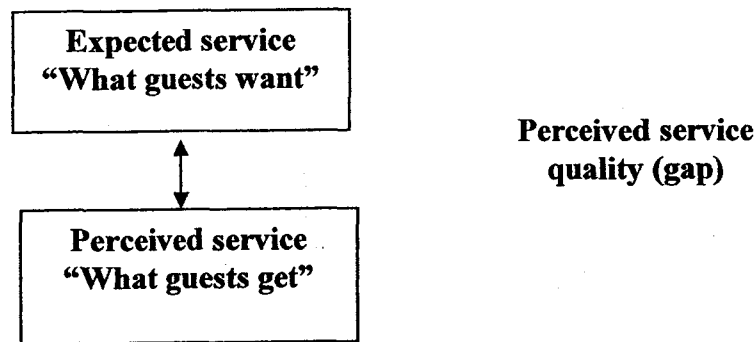 Expected service
“What guests want”
Perceived service
quality (gap)
Perceived service
“What guests get”